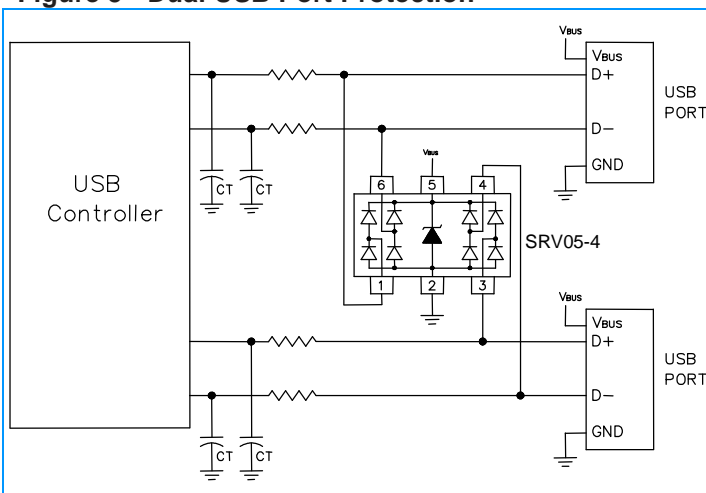 Figure 3 - Dual USB Port Protection
VBUS
VBUS
D+
USB
PORT
D-
GND
VBUS
6
5
4
CT
CT
USB
Controller
SRV05-4
1
2
3
VBUS
VBUS
D+
USB
PORT
D-
GND
CT
CT